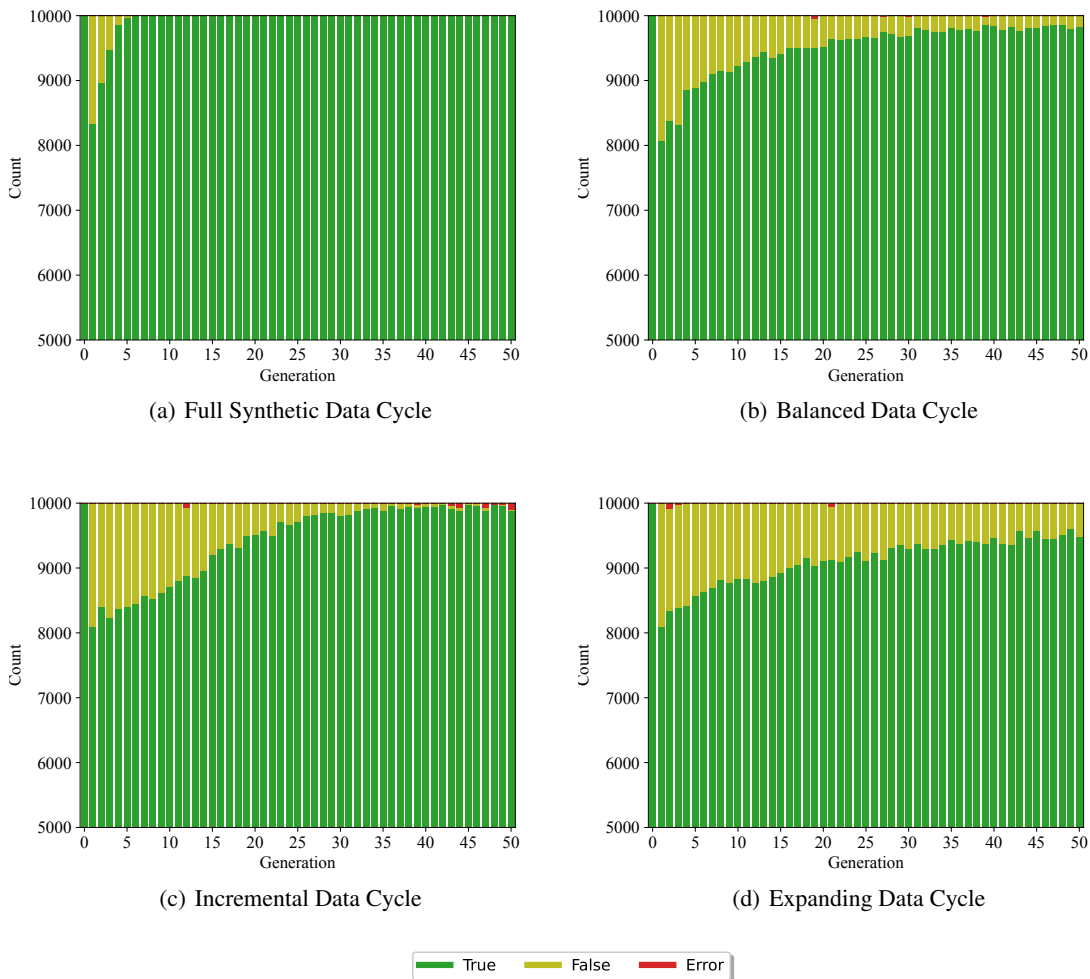 10000
9000
8000
7000
6000
5000
Count
0 5 10 15 20 25 30 35 40 45 50
Generation
(a) Full Synthetic Data Cycle
10000
9000
8000
7000
6000
5000
Count
0 5 10 15 20 25 30 35 40 45 50
Generation
(b) Balanced Data Cycle
10000
9000
8000
7000
6000
5000
Count
0 5 10 15 20 25 30 35 40 45 50
Generation
(c) Incremental Data Cycle
10000
9000
8000
7000
6000
5000
Count
0 5 10 15 20 25 30 35 40 45 50
Generation
(d) Expanding Data Cycle
True False Error